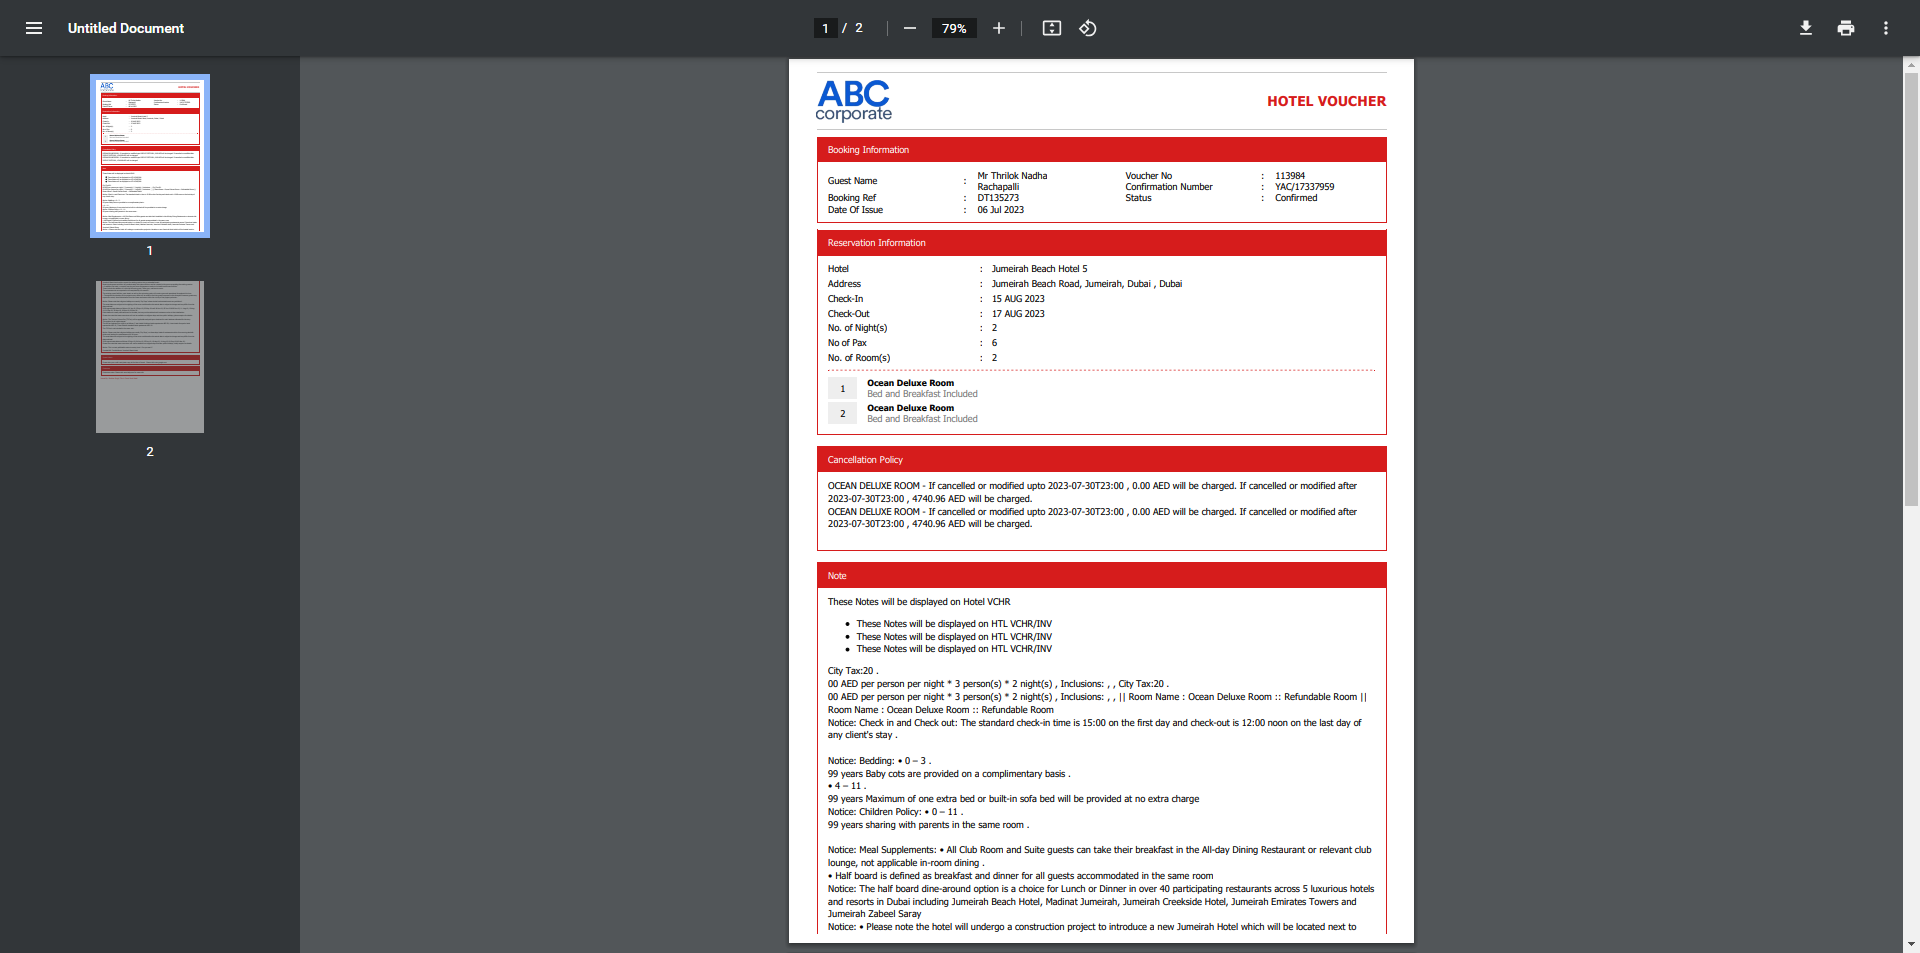 Untitled Document
1 / 2
79%
1
2
ABC
corporate
HOTEL VOUCHER
Booking Information
Guest Name : Mr Thrilok Nadha
Rachapalli
Booking Ref : DT135273
Date Of Issue : 06 Jul 2023
Voucher No : 113984
Confirmation Number : YAC/17337959
Status : Confirmed
Reservation Information
Hotel : Jumeirah Beach Hotel 5
Address : Jumeirah Beach Road, Jumeirah, Dubai , Dubai
Check-In : 15 AUG 2023
Check-Out : 17 AUG 2023
No. of Night(s) : 2
No of Pax : 6
No. of Room(s) : 2
1 Ocean Deluxe Room
Bed and Breakfast Included
2 Ocean Deluxe Room
Bed and Breakfast Included
Cancellation Policy
OCEAN DELUXE ROOM - If cancelled or modified upto 2023-07-30T23:00 , 0.00 AED will be charged. If cancelled or modified after
2023-07-30T23:00 , 4740.96 AED will be charged.
OCEAN DELUXE ROOM - If cancelled or modified upto 2023-07-30T23:00 , 0.00 AED will be charged. If cancelled or modified after
2023-07-30T23:00 , 4740.96 AED will be charged.
Note
These Notes will be displayed on Hotel VCHR
• These Notes will be displayed on HTL VCHR/INV
• These Notes will be displayed on HTL VCHR/INV
• These Notes will be displayed on HTL VCHR/INV
City Tax:20 .
00 AED per person per night * 3 person(s) * 2 night(s) , Inclusions: , , City Tax:20 .
00 AED per person per night * 3 person(s) * 2 night(s) , Inclusions: , , || Room Name : Ocean Deluxe Room :: Refundable Room ||
Room Name : Ocean Deluxe Room :: Refundable Room
Notice: Check in and Check out: The standard check-in time is 15:00 on the first day and check-out is 12:00 noon on the last day of
any client's stay .
Notice: Bedding: • 0 – 3 .
99 years Baby cots are provided on a complimentary basis .
• 4 – 11 .
99 years Maximum of one extra bed or built-in sofa bed will be provided at no extra charge
Notice: Children Policy: • 0 – 11 .
99 years sharing with parents in the same room .
Notice: Meal Supplements: • All Club Room and Suite guests can take their breakfast in the All-day Dining Restaurant or relevant club
lounge, not applicable in-room dining .
• Half board is defined as breakfast and dinner for all guests accommodated in the same room
Notice: The half board dine-around option is a choice for Lunch or Dinner in over 40 participating restaurants across 5 luxurious hotels
and resorts in Dubai including Jumeirah Beach Hotel, Madinat Jumeirah, Jumeirah Creekside Hotel, Jumeirah Emirates Towers and
Jumeirah Zabeel Saray
Notice: • Please note the hotel will undergo a construction project to introduce a new Jumeirah Hotel which will be located next to